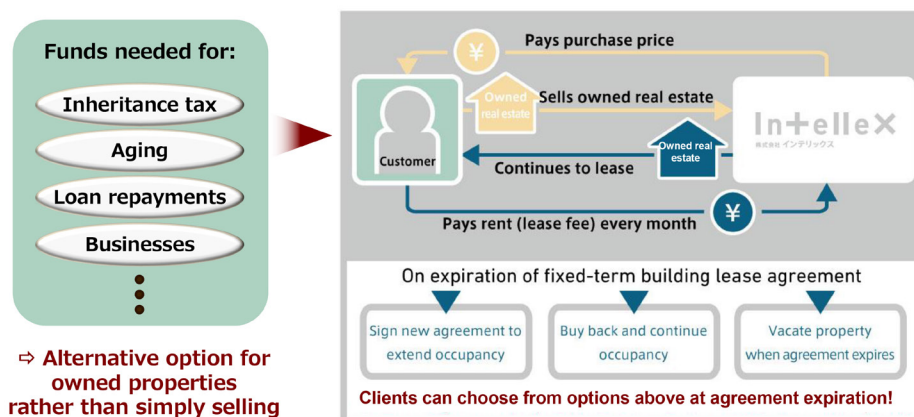 Funds needed for:
Inheritance tax
Aging
Loan repayments
Businesses
⇨ Alternative option for
owned properties
rather than simply selling
¥
Pays purchase price
Customer
Owned
real estate
Sells owned real estate
Intellex
株式会社 インテリックス
Owned real
estate
Continues to lease
Pays rent (lease fee) every month
¥
On expiration of fixed-term building lease agreement
Sign new agreement to
extend occupancy
Buy back and continue
occupancy
Vacate property
when agreement expires
Clients can choose from options above at agreement expiration!